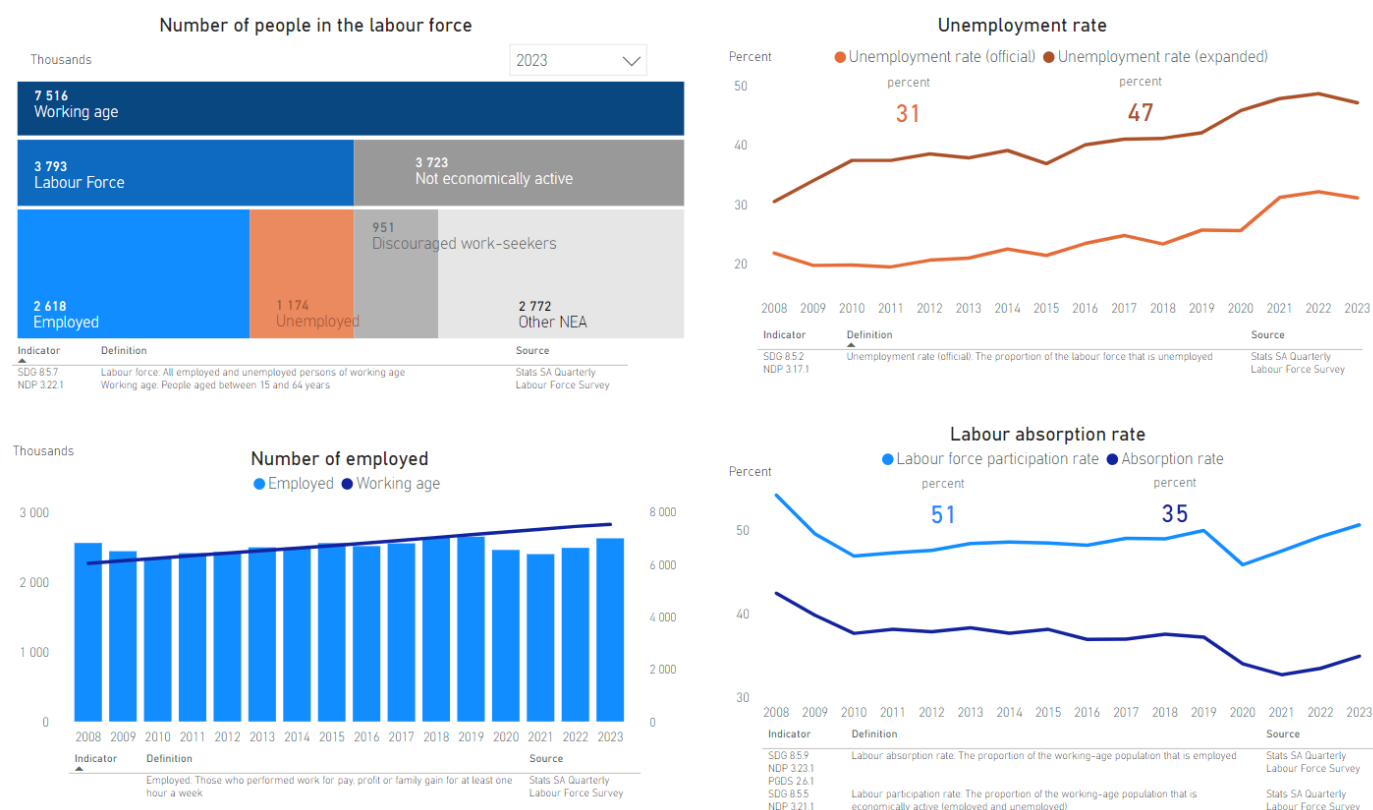 Number of people in the labour force
Thousands
2023
7 516
Working age
3 793
Labour Force
3 723
Not economically active
951
Discouraged work-seekers
2 618
Employed
1 174
Unemployed
2 772
Other NEA
Indicator Definition Source
SDG 8.5.7 Labour force: All employed and unemployed persons of working age Stats SA Quarterly
NDP 3.22.1 Working age: People aged between 15 and 64 years Labour Force Survey
Unemployment rate
Percent Unemployment rate (official) Unemployment rate (expanded)
percent percent
31 47
50
40
30
20
2008 2009 2010 2011 2012 2013 2014 2015 2016 2017 2018 2019 2020 2021 2022 2023
Indicator Definition Source
SDG 8.5.2 Unemployment rate (official): The proportion of the labour force that is unemployed Stats SA Quarterly
NDP 3.17.1 Labour Force Survey
Thousands
Number of employed
Employed Working age
3 000 8 000
6 000
2 000
4 000
1 000
2 000
0 0
2008 2009 2010 2011 2012 2013 2014 2015 2016 2017 2018 2019 2020 2021 2022 2023
Indicator Definition Source
Employed: Those who performed work for pay, profit or family gain for at least one Stats SA Quarterly
hour a week Labour Force Survey
Labour absorption rate
Labour force participation rate Absorption rate
Percent
percent percent
51 35
50
40
30
2008 2009 2010 2011 2012 2013 2014 2015 2016 2017 2018 2019 2020 2021 2022 2023
Indicator Definition Source
SDG 8.5.9 Labour absorption rate: The proportion of the working-age population that is employed Stats SA Quarterly
NDP 3.23.1 Labour Force Survey
PGDS 2.6.1
SDG 8.5.5 Labour participation rate: The proportion of the working-age population that is Stats SA Quarterly
NDP 3.21.1 economically active (employed and unemployed) Labour Force Survey